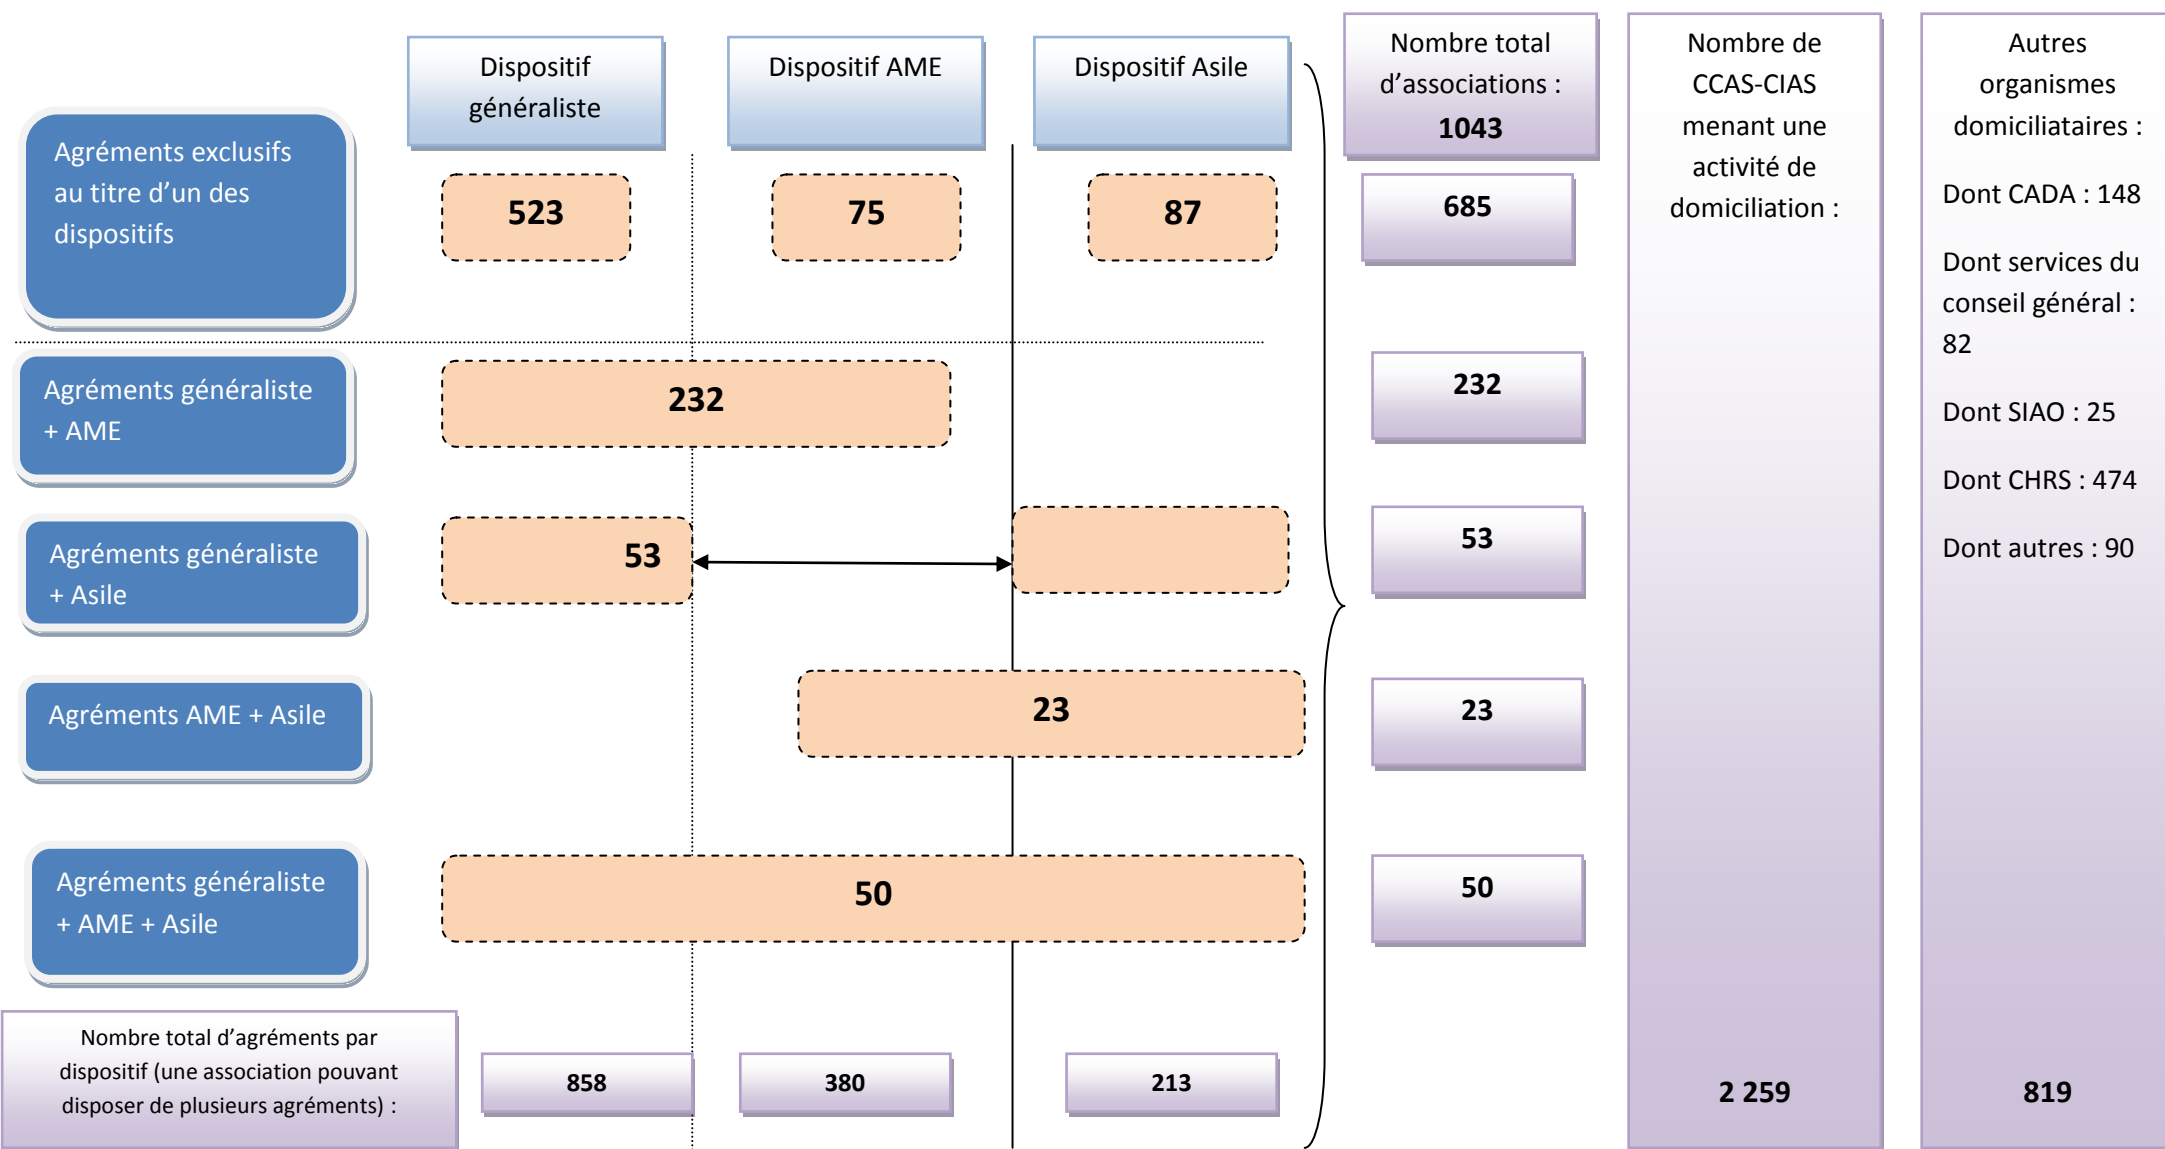 Dispositif
généraliste
Dispositif AME
Dispositif Asile
Nombre total
d’associations :
1043
Nombre de
CCAS-CIAS
menant une
activité de
domiciliation :
2 259
Autres
organismes
domiciliataires :
Dont CADA : 148
Dont services du
conseil général :
82
Dont SIAO : 25
Dont CHRS : 474
Dont autres : 90
819
Agréments exclusifs
au titre d’un des
dispositifs
523
75
87
685
Agréments généraliste
+ AME
232
232
Agréments généraliste
+ Asile
53
53
Agréments AME + Asile
23
23
Agréments généraliste
+ AME + Asile
50
50
Nombre total d’agréments par
dispositif (une association pouvant
disposer de plusieurs agréments) :
858
380
213